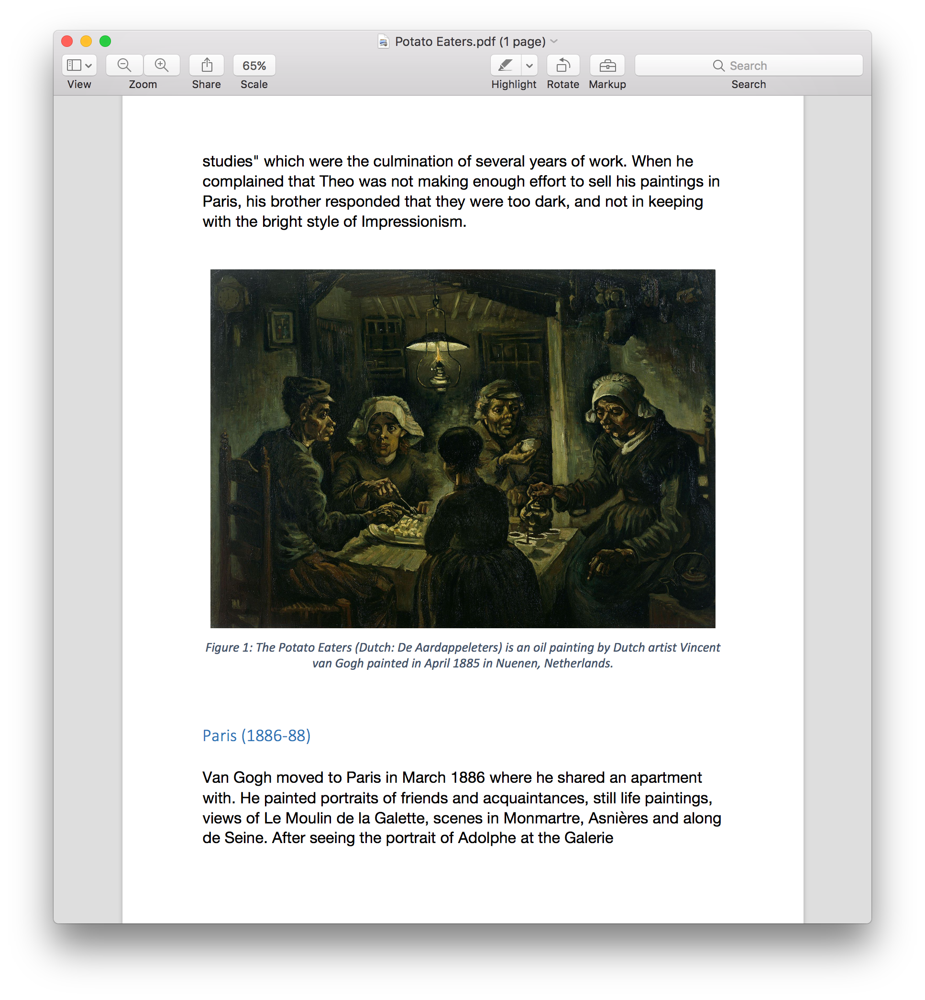 Potato Eaters.pdf (1 page)
65%
Search
View
Zoom
Share
Scale
Highlight
Rotate
Markup
Search
studies" which were the culmination of several years of work. When he
complained that Theo was not making enough effort to sell his paintings in
Paris, his brother responded that they were too dark, and not in keeping
with the bright style of Impressionism.
Figure 1: The Potato Eaters (Dutch: De Aardappeleters) is an oil painting by Dutch artist Vincent
van Gogh painted in April 1885 in Nuenen, Netherlands.
Paris (1886-88)
Van Gogh moved to Paris in March 1886 where he shared an apartment
with. He painted portraits of friends and acquaintances, still life paintings,
views of Le Moulin de la Galette, scenes in Monmartre, Asnières and along
de Seine. After seeing the portrait of Adolphe at the Galerie